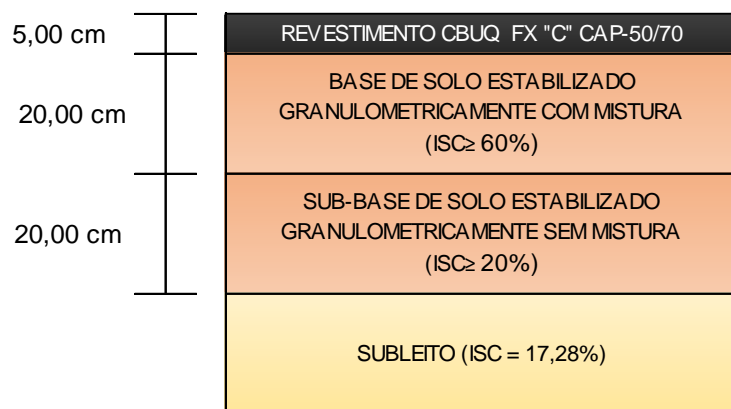 5,00 cm
REVESTIMENTO CBUQ FX "C" CAP-50/70
20,00 cm
BASE DE SOLO ESTABILIZADO
GRANULOMETRICAMENTE COM MISTURA
(ISC≥ 60%)
20,00 cm
SUB-BASE DE SOLO ESTABILIZADO
GRANULOMETRICAMENTE SEM MISTURA
(ISC≥ 20%)
SUBLEITO (ISC = 17,28%)